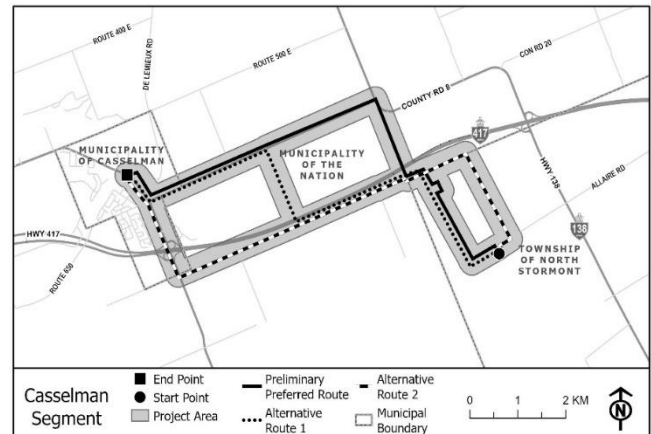 ROUTE 400 E
DE LEMIEUX RD
ROUTE 500 E
CON RD 20
COUNTY RD 9
417
MUNICIPALITY
OF CASSELMAN
MUNICIPALITY
OF THE
NATION
HWY 138
ALLAIRE RD
HWY 417
138
TOWNSHIP
OF NORTH
STORMONT
ROUTE 650
Casselman
Segment
End Point
Start Point
Project Area
Preliminary
Preferred Route
Alternative
Route 1
Alternative
Route 2
Municipal
Boundary
0 1 2 KM
N